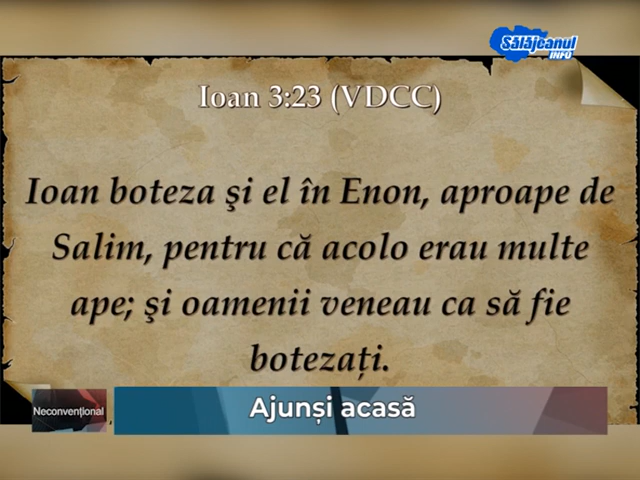 Sălăjeanul
INFO
Ioan 3:23 (VDCC)
Ioan boteza şi el în Enon, aproape de
Salim, pentru că acolo erau multe
ape; şi oamenii veneau ca să fie
botezați.
Neconvențional
Ajunși acasă